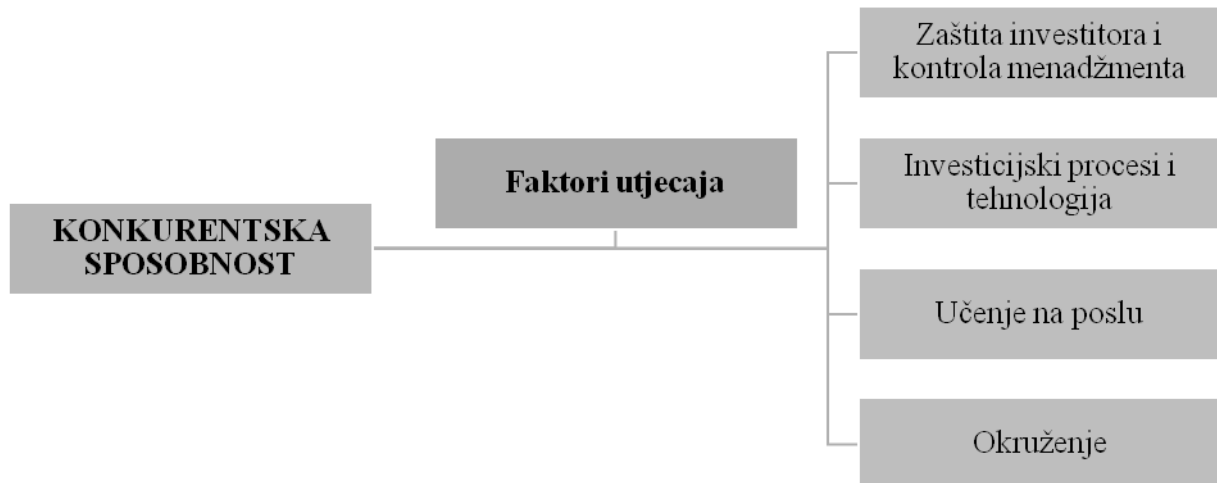 KONKURENTSKA
SPOSOBNOST
Faktori utjecaja
Zaštita investitora i
kontrola menadžmenta
Investicijski procesi i
tehnologija
Učenje na poslu
Okruženje